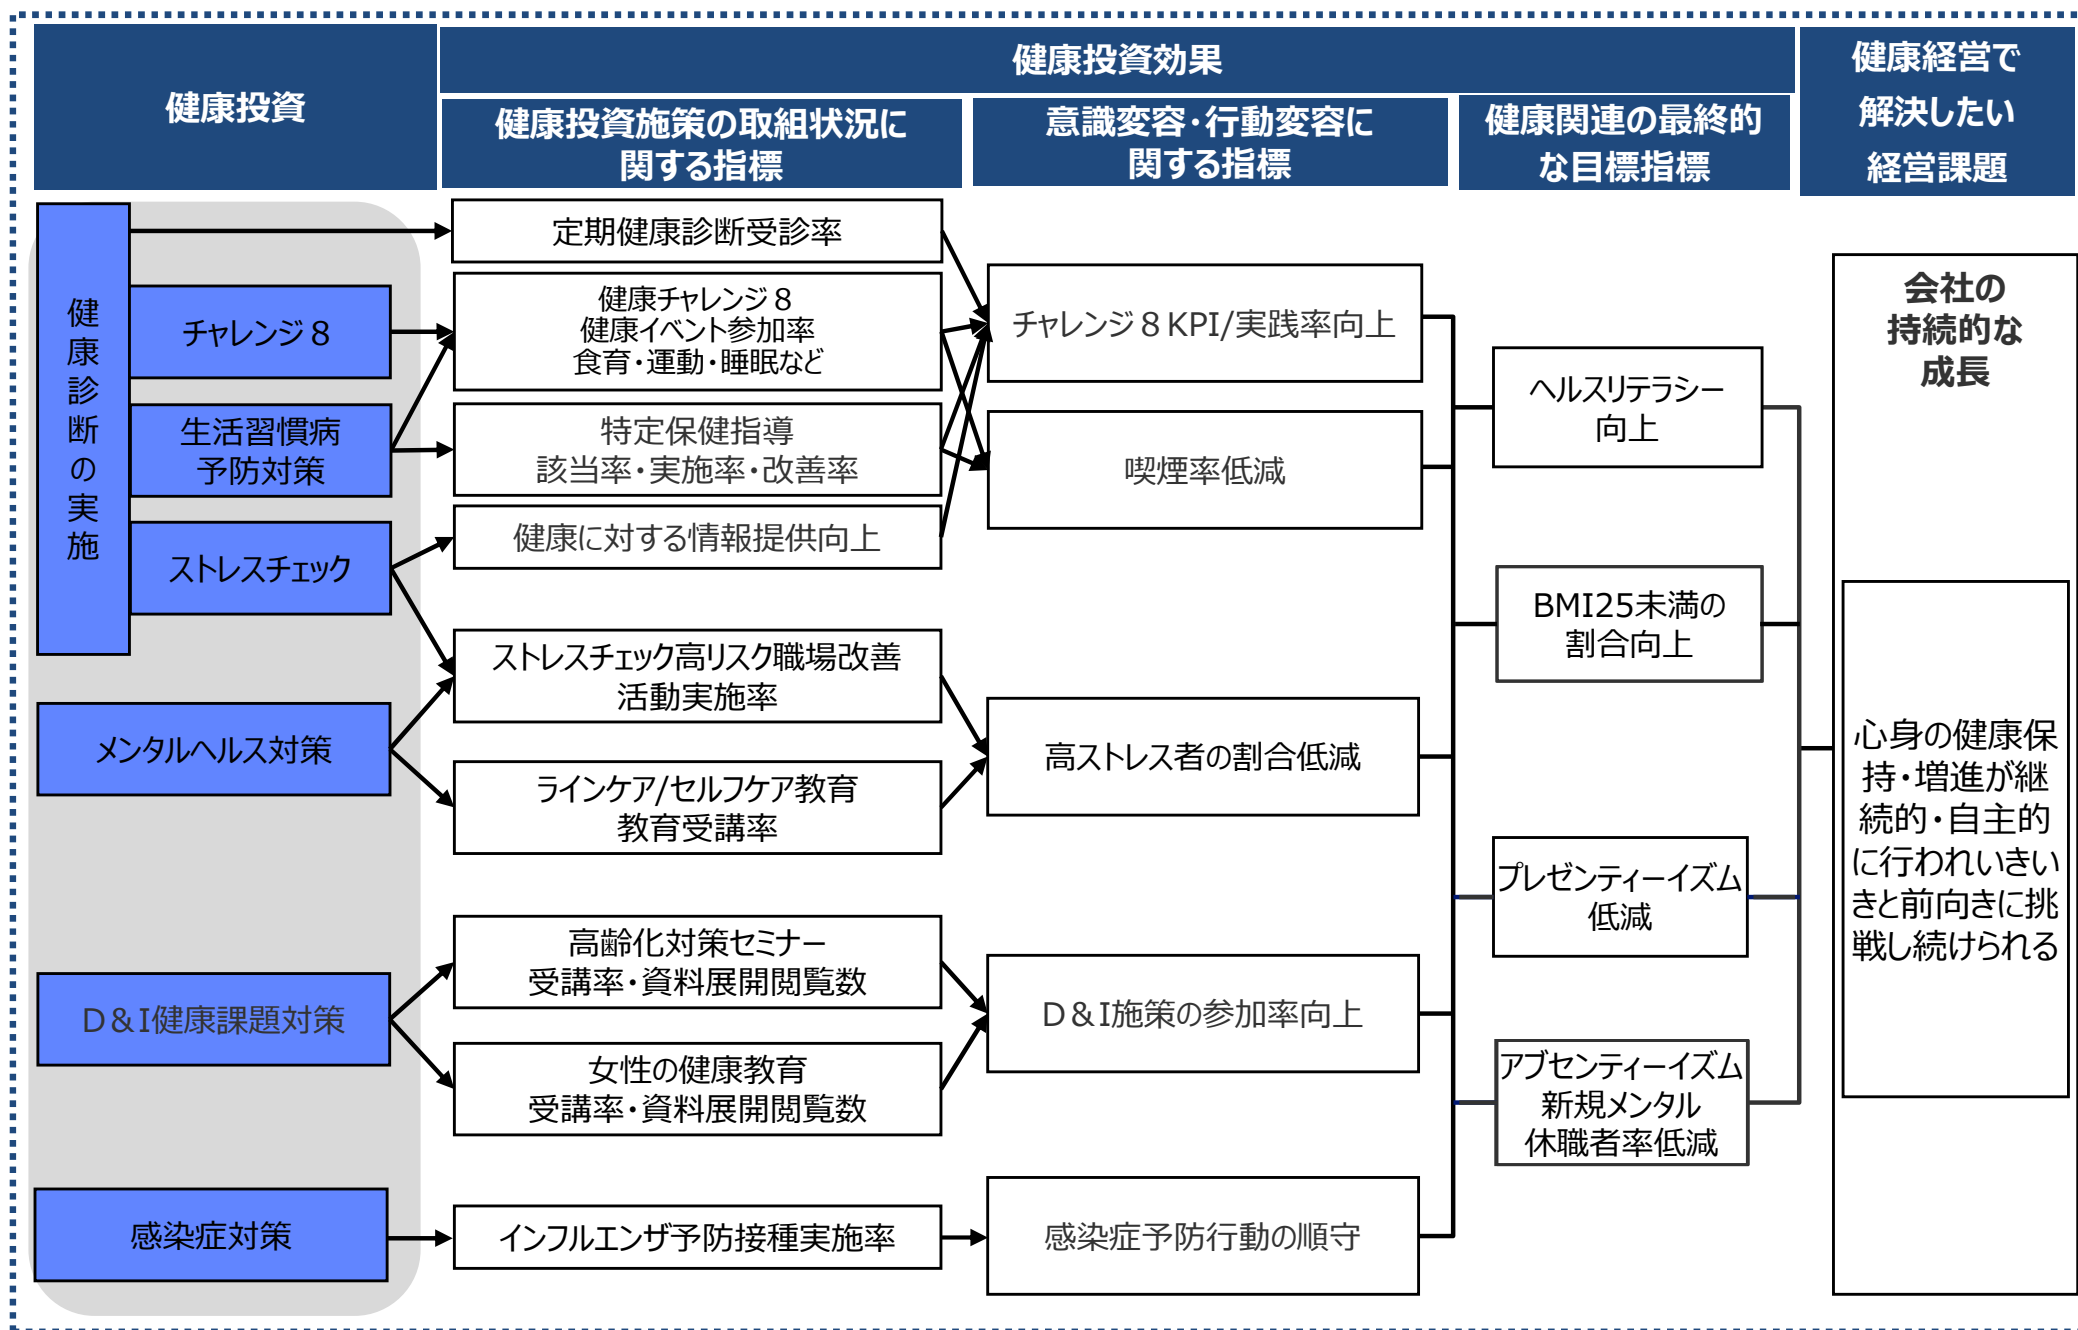 健康投資
健康投資効果
健康経営で
解決したい
経営課題
健康投資施策の取組状況に
関する指標
意識変容・行動変容に
関する指標
健康関連の最終的
な目標指標
健康診断の実施
チャレンジ８
生活習慣病
予防対策
ストレスチェック
メンタルヘルス対策
Ｄ＆I健康課題対策
感染症対策
定期健康診断受診率
健康チャレンジ８
健康イベント参加率
食育・運動・睡眠など
特定保健指導
該当率・実施率・改善率
健康に対する情報提供向上
ストレスチェック高リスク職場改善
活動実施率
ラインケア/セルフケア教育
教育受講率
高齢化対策セミナー
受講率・資料展開閲覧数
女性の健康教育
受講率・資料展開閲覧数
インフルエンザ予防接種実施率
チャレンジ８KPI/実践率向上
喫煙率低減
高ストレス者の割合低減
Ｄ＆I施策の参加率向上
感染症予防行動の順守
ヘルスリテラシー
向上
BMI25未満の
割合向上
プレゼンティーイズム
低減
アブセンティーイズム
新規メンタル
休職者率低減
会社の
持続的な
成長
心身の健康保
持・増進が継
続的・自主的
に行われいきい
きと前向きに挑
戦し続けられる